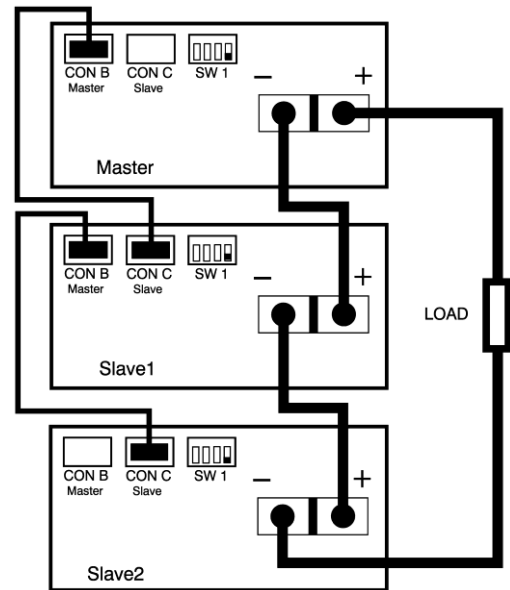 CON B CON C SW 1 − +
Master Slave
Master
CON B CON C SW 1 − +
Master Slave
LOAD
Slave1
CON B CON C SW 1 − +
Master Slave
Slave2